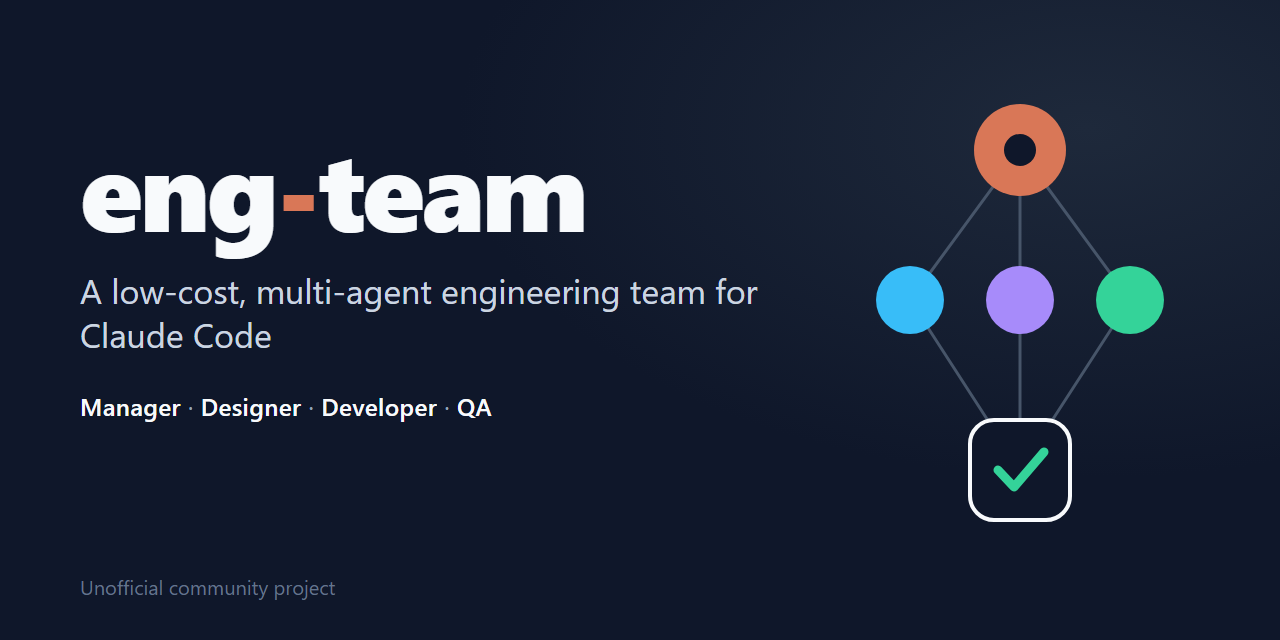 eng-team
A low-cost, multi-agent engineering team for
Claude Code
Manager · Designer · Developer · QA
Unofficial community project